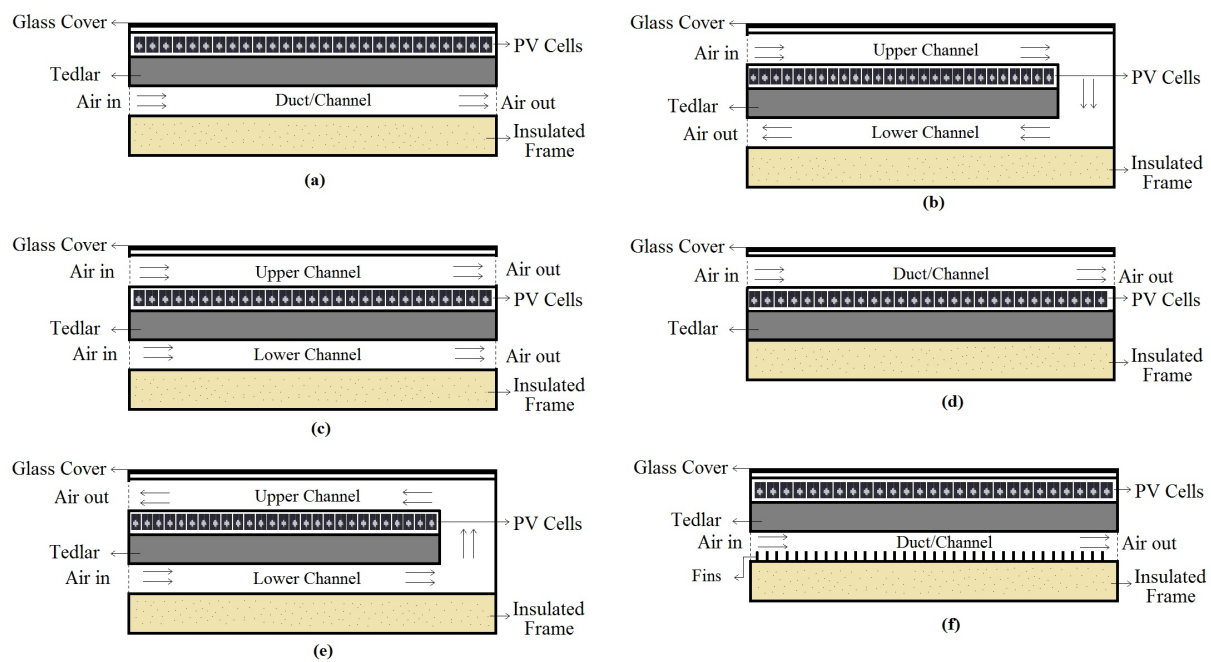 Glass Cover
PV Cells
Tedlar
Air in
Duct/Channel
Air out
Insulated
Frame
(a)
Glass Cover
Air in
Upper Channel
PV Cells
Tedlar
Air out
Lower Channel
Insulated
Frame
(b)
Glass Cover
Air in
Upper Channel
Air out
PV Cells
Tedlar
Air in
Lower Channel
Air out
Insulated
Frame
(c)
Glass Cover
Air in
Duct/Channel
Air out
PV Cells
Tedlar
Insulated
Frame
(d)
Glass Cover
Air out
Upper Channel
PV Cells
Tedlar
Air in
Lower Channel
Insulated
Frame
(e)
Glass Cover
PV Cells
Tedlar
Air in
Duct/Channel
Air out
Fins
Insulated
Frame
(f)